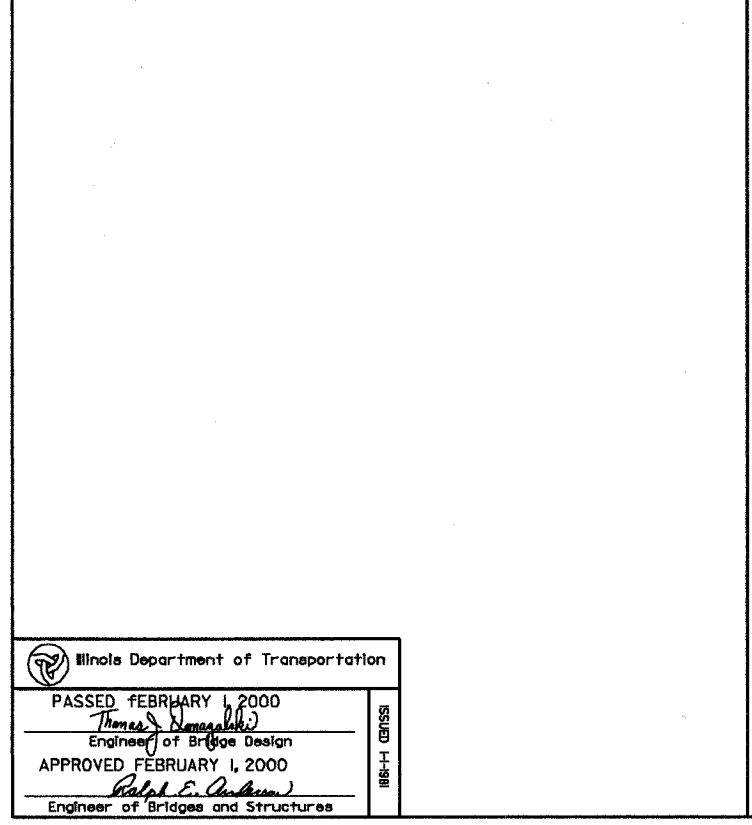 Illinois Department of Transportation
PASSED FEBRUARY 1, 2000
Thomas J. Domagalski
Engineer of Bridge Design
APPROVED FEBRUARY 1, 2000
Ralph E. Anderson
Engineer of Bridges and Structures
ISSUED 1-1-1981